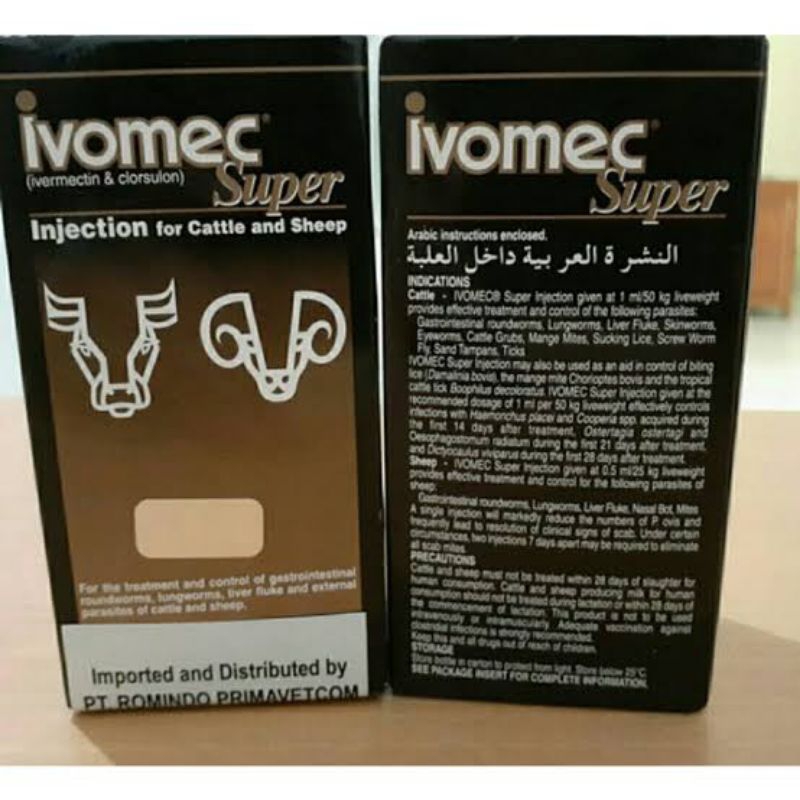 ivomec®
(ivermectin & clorsulon)
Super
Injection for Cattle and Sheep
For the treatment and control of gastrointestinal
roundworms, lungworms, liver fluke and external
parasites of cattle and sheep.
Imported and Distributed by
PT. ROMINDO PRIMAVETCOM
ivomec®
Super
Arabic instructions enclosed.
النشرة العربية داخل العلبة
INDICATIONS
Cattle - IVOMEC® Super Injection given at 1 ml/50 kg liveweight
provides effective treatment and control of the following parasites:
Gastrointestinal roundworms, Lungworms, Liver Fluke, Skinworms,
Eyeworms, Cattle Grubs, Mange Mites, Sucking Lice, Screw Worm
Fly, Sand Tampans, Ticks
IVOMEC Super Injection may also be used as an aid in control of biting
lice (Damalinia bovis), the mange mite Chorioptes bovis and the tropical
cattle tick Boophilus decoloratus. IVOMEC Super Injection given at the
recommended dosage of 1 ml per 50 kg liveweight effectively controls
infections with Haemonchus placei and Cooperia spp. acquired during
the first 14 days after treatment, Ostertagia ostertagi and
Oesophagostomum radiatum during the first 21 days after treatment,
and Dictyocaulus viviparus during the first 28 days after treatment.
Sheep - IVOMEC Super Injection given at 0.5 ml/25 kg liveweight
provides effective treatment and control for the following parasites of
sheep:
Gastrointestinal roundworms, Lungworms, Liver Fluke, Nasal Bot, Mites
A single injection will markedly reduce the numbers of P. ovis and
frequently lead to resolution of clinical signs of scab. Under certain
circumstances, two injections 7 days apart may be required to eliminate
all scab mites.
PRECAUTIONS
Cattle and sheep must not be treated within 28 days of slaughter for
human consumption. Cattle and sheep producing milk for human
consumption should not be treated during lactation or within 28 days of
the commencement of lactation. This product is not to be used
intravenously or intramuscularly. Adequate vaccination against
clostridial infections is strongly recommended.
Keep this and all drugs out of reach of children.
STORAGE
Store bottle in carton to protect from light. Store below 25°C.
SEE PACKAGE INSERT FOR COMPLETE INFORMATION.